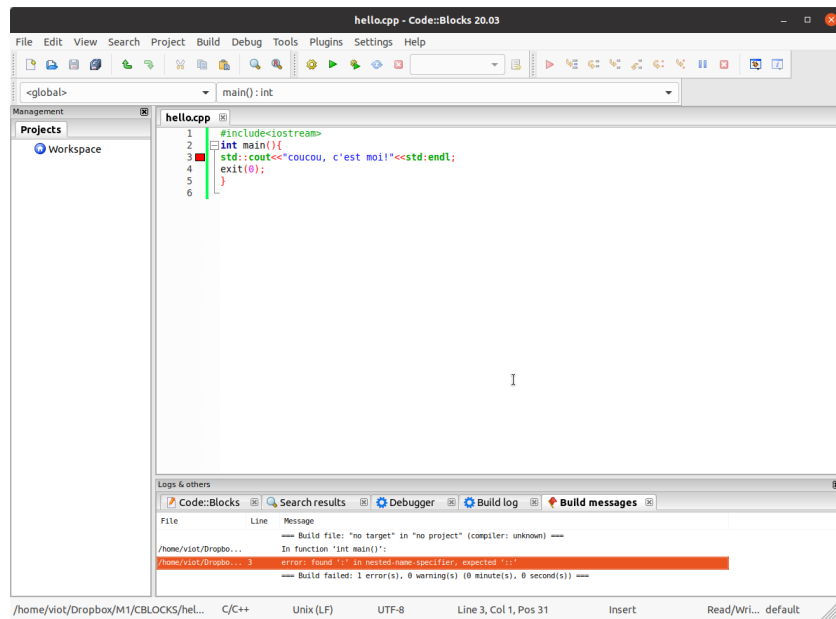 hello.cpp - Code::Blocks 20.03
File Edit View Search Project Build Debug Tools Plugins Settings Help
<global> main() : int
Management
Projects
Workspace
hello.cpp
1 #include<iostream>
2 int main(){
3 std::cout<<"coucou, c'est moi!"<<std:endl;
4 exit(0);
5 }
6
Logs & others
Code::Blocks Search results Debugger Build log Build messages
File Line Message
=== Build file: "no target" in "no project" (compiler: unknown) ===
/home/viot/Dropbo... In function 'int main()':
/home/viot/Dropbo... 3 error: found ':' in nested-name-specifier, expected '::'
=== Build failed: 1 error(s), 0 warning(s) (0 minute(s), 0 second(s)) ===
/home/viot/Dropbox/M1/CBLOCKS/hel... C/C++ Unix (LF) UTF-8 Line 3, Col 1, Pos 31 Insert Read/Wri... default